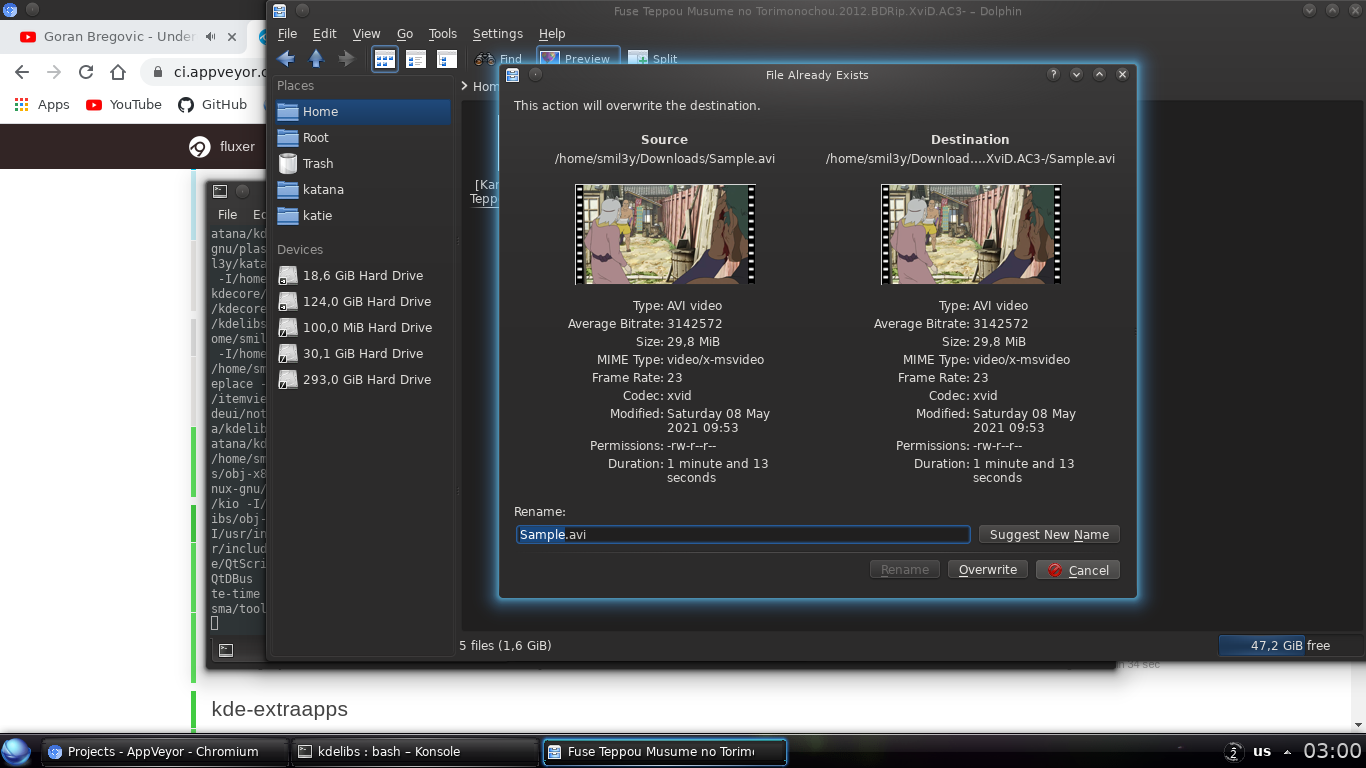 Fuse Teppou Musume no Torimonochou.2012.BDRip.XviD.AC3- – Dolphin
Goran Bregovic - Under
File Edit View Go Tools Settings Help
Find Preview Split
ci.appveyor.c
Apps YouTube GitHub
fluxer
Places
Home
Root
Trash
katana
katie
Devices
18,6 GiB Hard Drive
124,0 GiB Hard Drive
100,0 MiB Hard Drive
30,1 GiB Hard Drive
293,0 GiB Hard Drive
Hom
[Kar
Tepp
File Already Exists
This action will overwrite the destination.
Source
/home/smil3y/Downloads/Sample.avi
Type: AVI video
Average Bitrate: 3142572
Size: 29,8 MiB
MIME Type: video/x-msvideo
Frame Rate: 23
Codec: xvid
Modified: Saturday 08 May
2021 09:53
Permissions: -rw-r--r--
Duration: 1 minute and 13
seconds
Destination
/home/smil3y/Download....XviD.AC3-/Sample.avi
Type: AVI video
Average Bitrate: 3142572
Size: 29,8 MiB
MIME Type: video/x-msvideo
Frame Rate: 23
Codec: xvid
Modified: Saturday 08 May
2021 09:53
Permissions: -rw-r--r--
Duration: 1 minute and 13
seconds
Rename:
Sample.avi
Suggest New Name
Rename Overwrite Cancel
5 files (1,6 GiB)
47,2 GiB free
File Ed
atana/kd
gnu/plas
l3y/kata
-I/home
kdecore/
/kdecore
/kdelibs
ome/smil
-I/home
/home/sm
eplace -
/itemvie
deui/not
a/kdelib
atana/kd
/home/sm
s/obj-x8
nux-gnu/
/kio -I/
ibs/obj-
I/usr/in
r/includ
e/QtScri
QtDBus
te-time
sma/tool
in 34 sec
kde-extraapps
Projects - AppVeyor - Chromium
kdelibs : bash – Konsole
Fuse Teppou Musume no Torimo
2 us 03:00